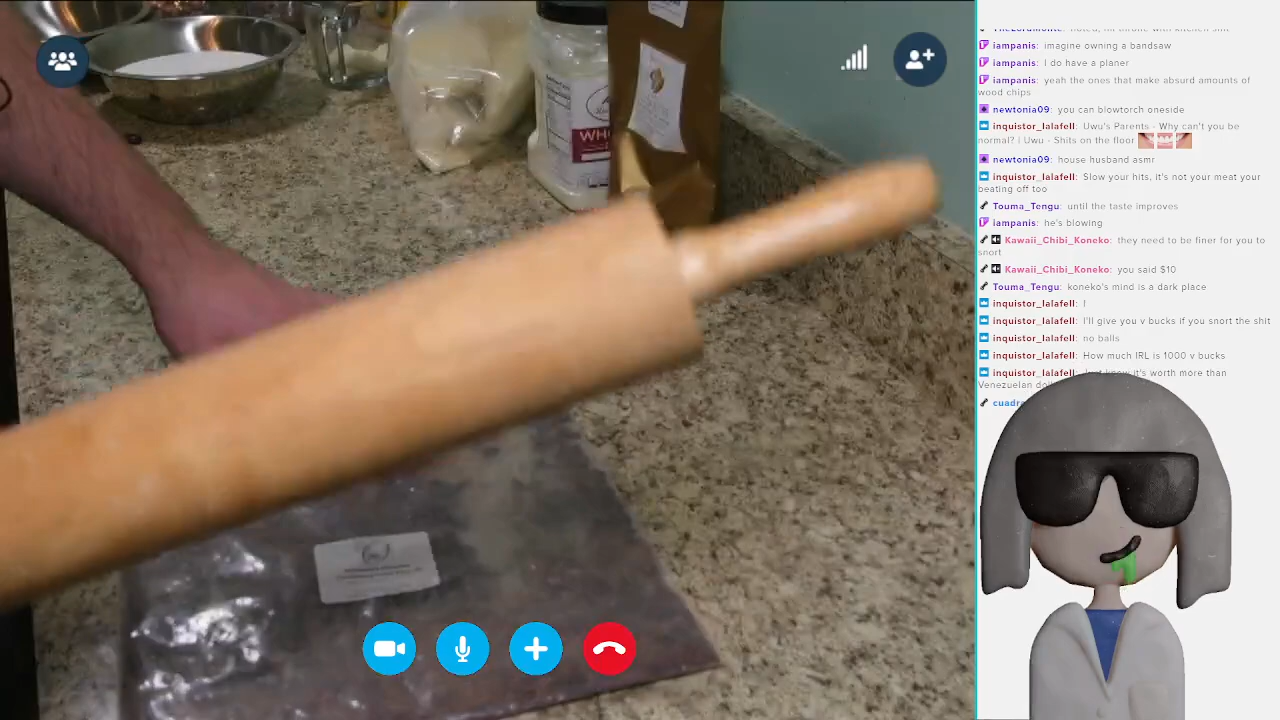 iampanis: imagine owning a bandsaw
iampanis: I do have a planer
iampanis: yeah the ones that make absurd amounts of
wood chips
newtonia09: you can blowtorch oneside
inquistor_lalafell: Uwu's Parents - Why can't you be
normal? | Uwu - Shits on the floor
newtonia09: house husband asmr
inquistor_lalafell: Slow your hits, it's not your meat your
beating off too
Touma_Tengu: until the taste improves
iampanis: he's blowing
Kawaii_Chibi_Koneko: they need to be finer for you to
snort
Kawaii_Chibi_Koneko: you said $10
Touma_Tengu: koneko's mind is a dark place
inquistor_lalafell: !
inquistor_lalafell: I'll give you v bucks if you snort the shit
inquistor_lalafell: no balls
inquistor_lalafell: How much IRL is 1000 v bucks
inquistor_lalafell: Just know it's worth more than
Venezuelan
WH